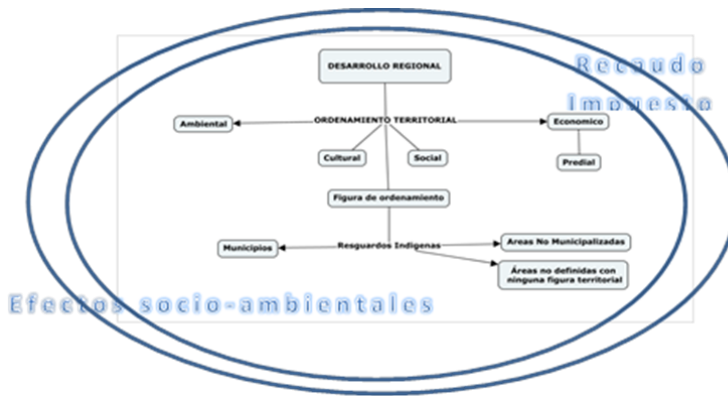 DESARROLLO REGIONAL
Recaudo
Impuesto
Ambiental
ORDENAMIENTO TERRITORIAL
Economico
Cultural
Social
Predial
Figura de ordenamiento
Municipios
Resguardos Indigenas
Areas No Municipalizadas
Áreas no definidas con
ninguna figura territorial
Efectos socio-ambientales